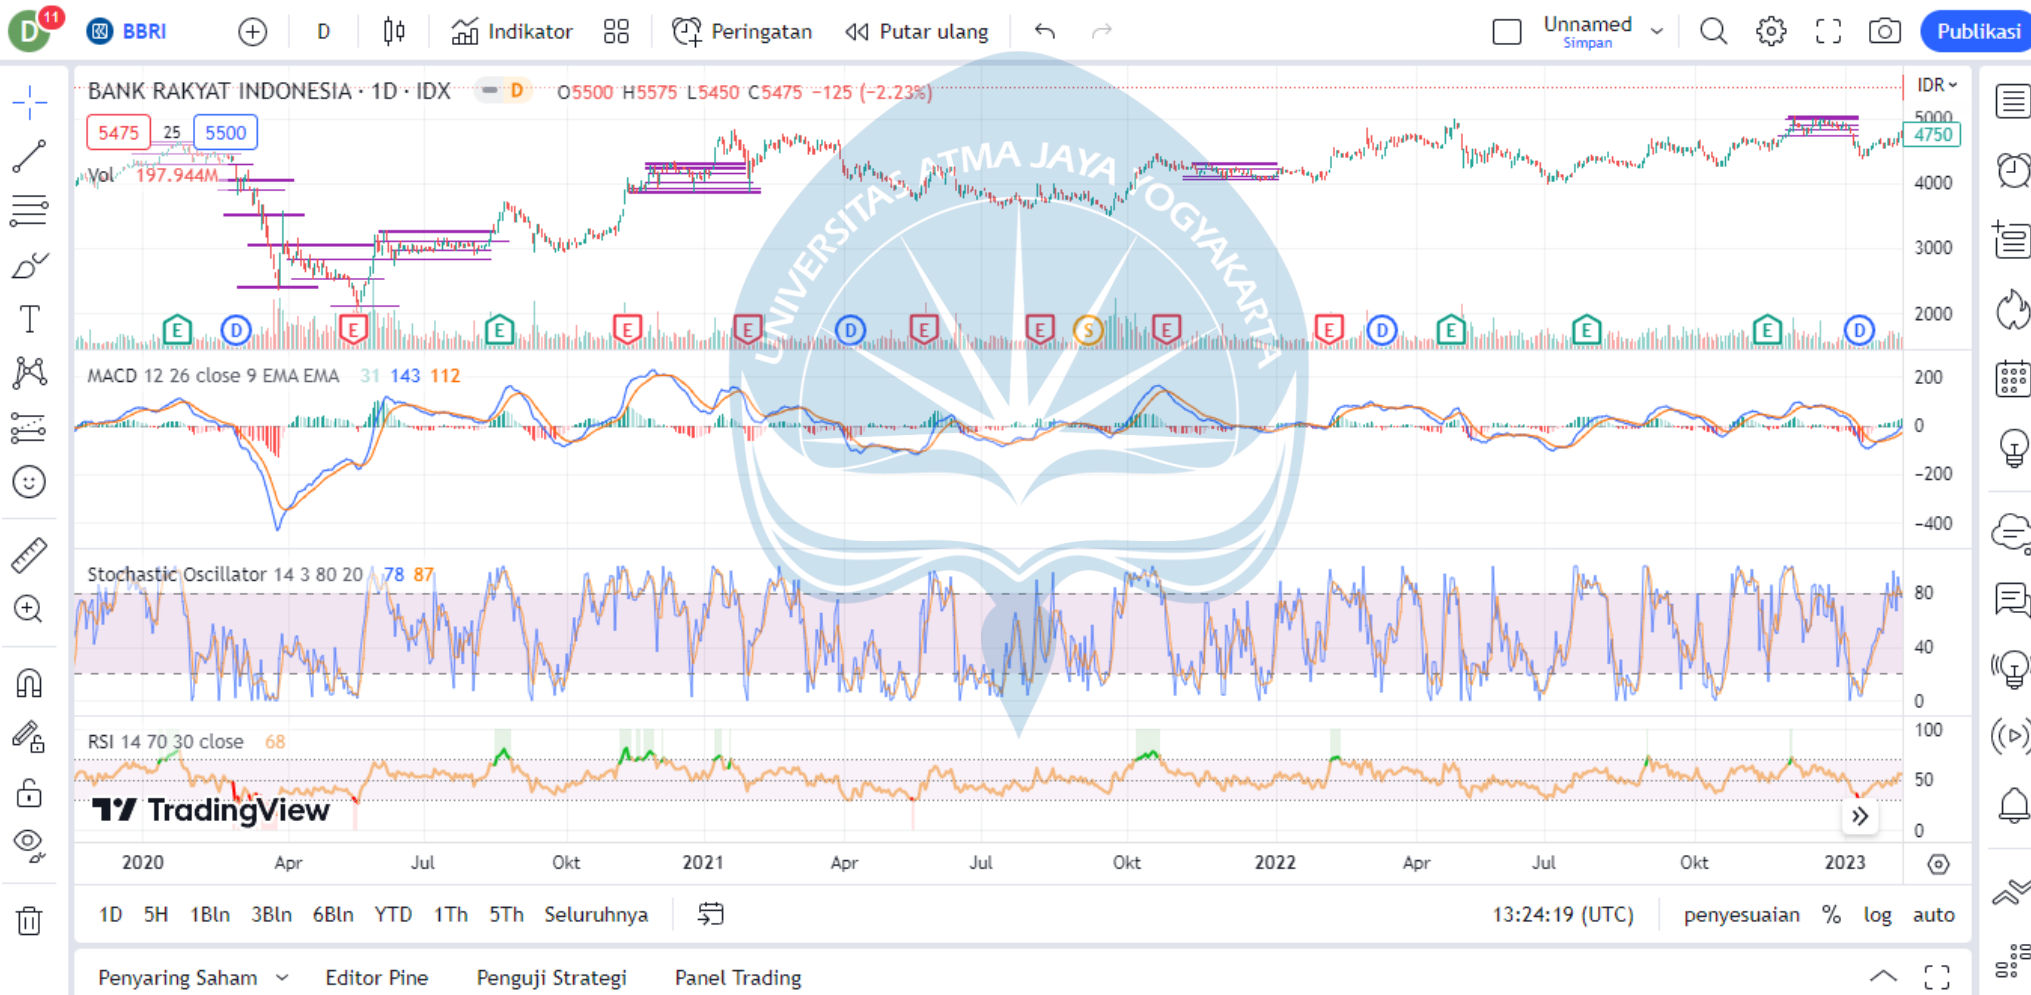 D 11 BBRI D Indikator Peringatan Putar ulang Unnamed Simpan Publikasi
BANK RAKYAT INDONESIA · 1D · IDX D O5500 H5575 L5450 C5475 −125 (−2.23%) IDR
5475 25 5500
Vol 197.944M
5000
4750
4000
3000
2000
UNIVERSITAS ATMA JAYA YOGYAKARTA
E D E E E E D E E S E E D E E E D
MACD 12 26 close 9 EMA EMA 31 143 112
200
0
−200
−400
Stochastic Oscillator 14 3 80 20 78 87
80
40
0
RSI 14 70 30 close 68
100
50
0
TradingView
2020 Apr Jul Okt 2021 Apr Jul Okt 2022 Apr Jul Okt 2023
1D 5H 1Bln 3Bln 6Bln YTD 1Th 5Th Seluruhnya 13:24:19 (UTC) penyesuaian % log auto
Penyaring Saham Editor Pine Penguji Strategi Panel Trading